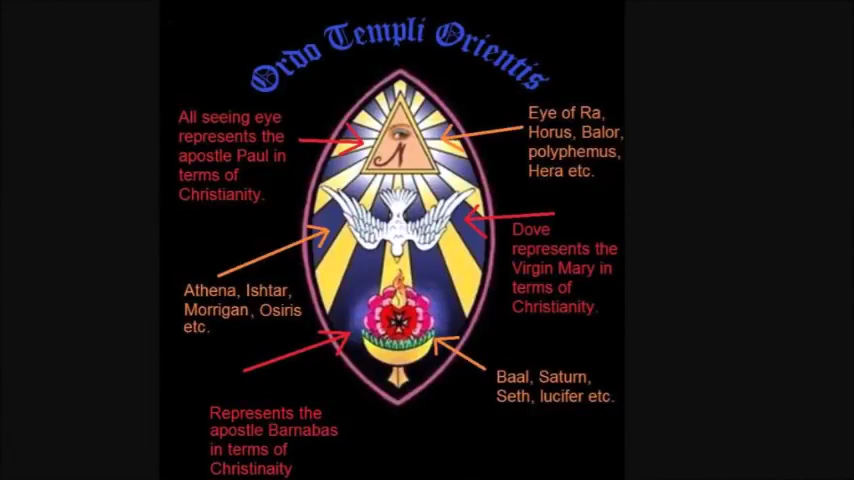 Ordo Templi Orientis
All seeing eye
represents the
apostle Paul in
terms of
Christianity.
Eye of Ra,
Horus, Balor,
polyphemus,
Hera etc.
Dove
represents the
Virgin Mary in
terms of
Christianity.
Athena, Ishtar,
Morrigan, Osiris
etc.
Baal, Saturn,
Seth, lucifer etc.
Represents the
apostle Barnabas
in terms of
Christinaity